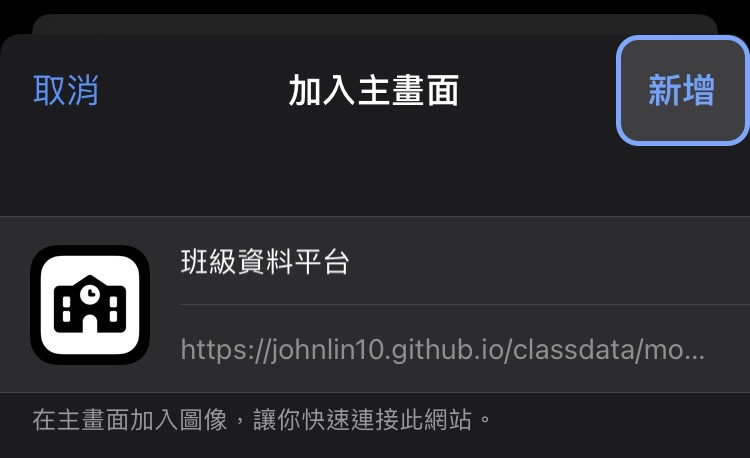 取消 加入主畫面 新增
班級資料平台
https://johnlin10.github.io/classdata/mo...
在主畫面加入圖像，讓你快速連接此網站。